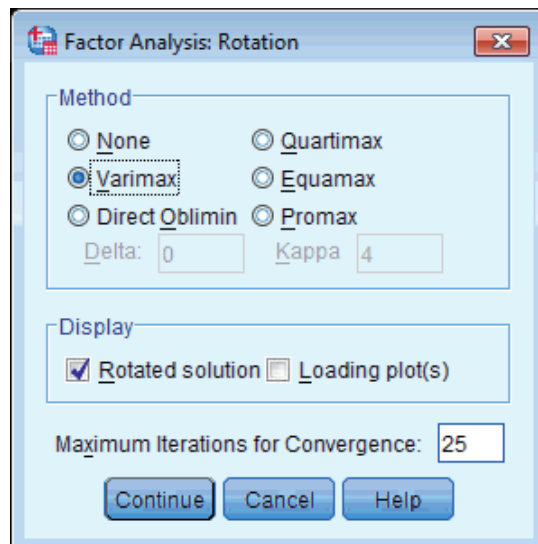 Factor Analysis: Rotation
Method
None Quartimax
Varimax Equamax
Direct Oblimin Promax
Delta: 0 Kappa 4
Display
Rotated solution Loading plot(s)
Maximum Iterations for Convergence: 25
Continue Cancel Help